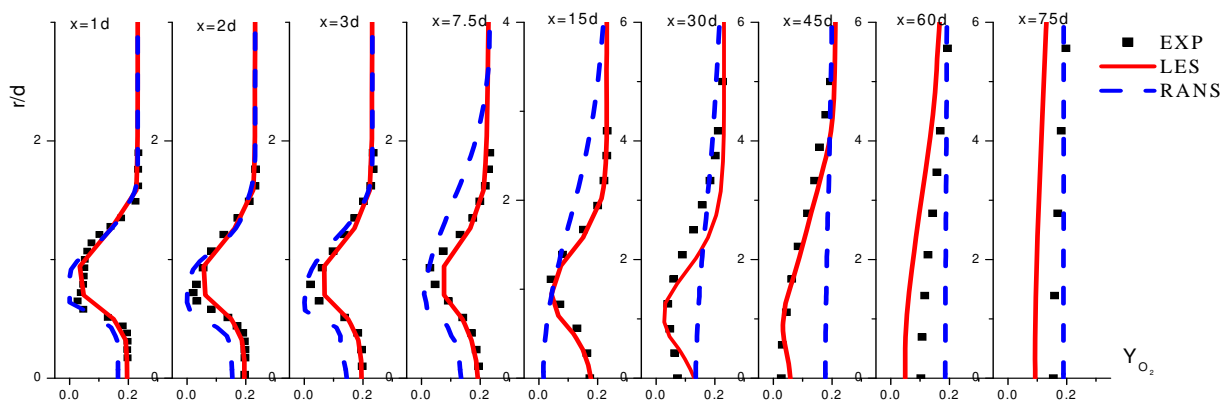 x=1d x=2d x=3d x=7.5d 4 x=15d 6 x=30d 6 x=45d 6 x=60d 6 x=75d
EXP
LES
RANS
r/d
2 2 2 2 4 4 4 4
2
2 2 2 2
Y_O₂
0 0 0 0 0 0 0 0 0
0.0 0.2 0.0 0.2 0.0 0.2 0.0 0.2 0.0 0.2 0.0 0.2 0.0 0.2 0.0 0.2 0.0 0.2